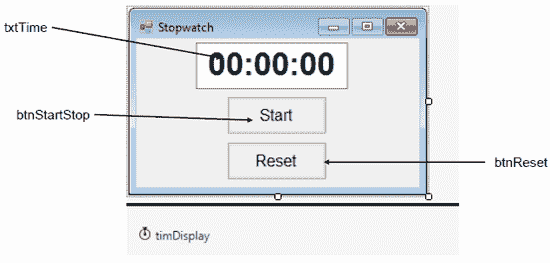 txtTime
Stopwatch
00:00:00
btnStartStop
Start
Reset
btnReset
timDisplay